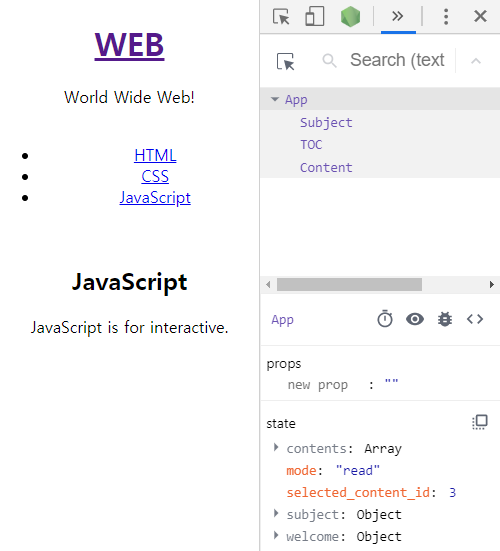 WEB
World Wide Web!
HTML
CSS
JavaScript
JavaScript
JavaScript is for interactive.
Search (text
App
Subject
TOC
Content
App
props
new prop : ""
state
contents: Array
mode: "read"
selected_content_id: 3
subject: Object
welcome: Object